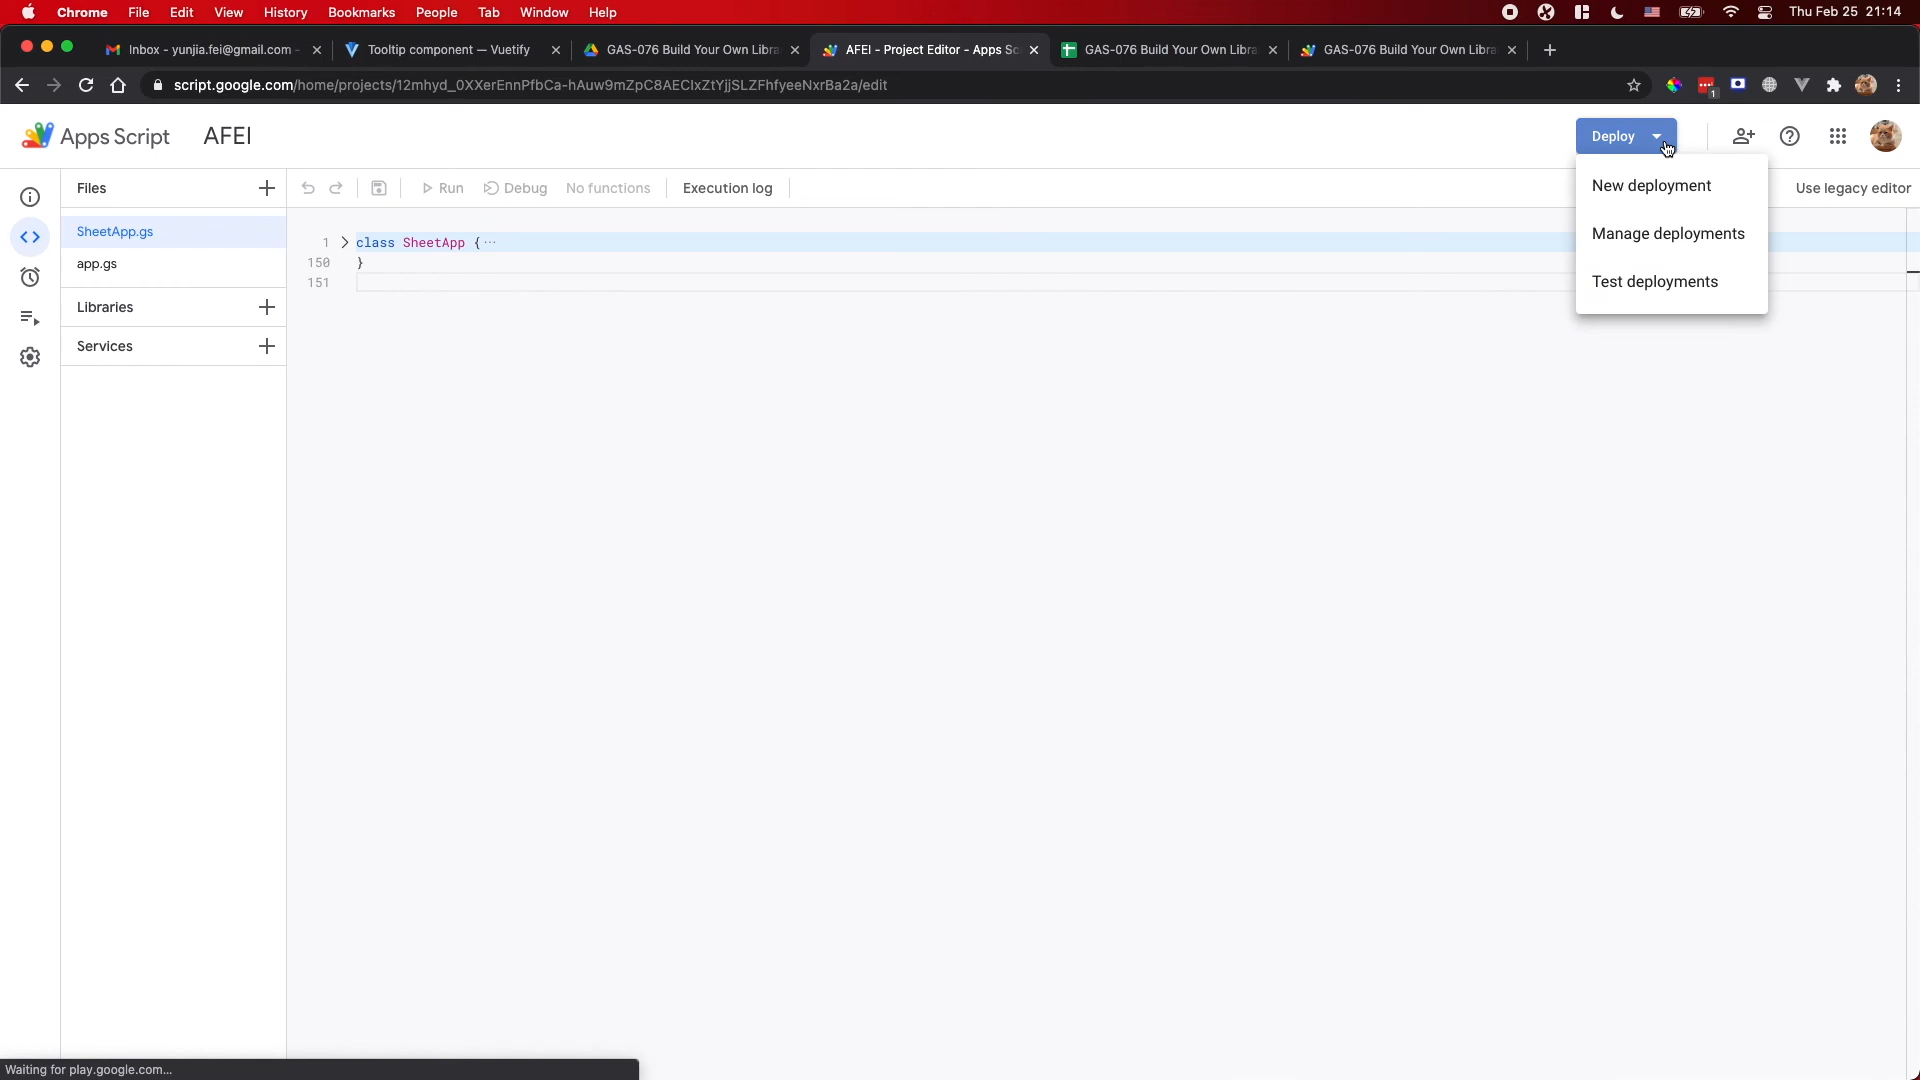 Chrome File Edit View History Bookmarks People Tab Window Help Thu Feb 25 21:14
Inbox - yunjia.fei@gmail.com - Tooltip component — Vuetify GAS-076 Build Your Own Libra AFEI - Project Editor - Apps Sc GAS-076 Build Your Own Libra GAS-076 Build Your Own Libra
script.google.com/home/projects/12mhyd_0XXerEnnPfbCa-hAuw9mZpC8AEClxZtYjjSLZFhfyeeNxrBa2a/edit 1
Apps Script AFEI Deploy
Files Run Debug No functions Execution log New deployment Use legacy editor
SheetApp.gs
1 class SheetApp {··· Manage deployments
app.gs 150 }
151 Test deployments
Libraries
Services
Waiting for play.google.com...